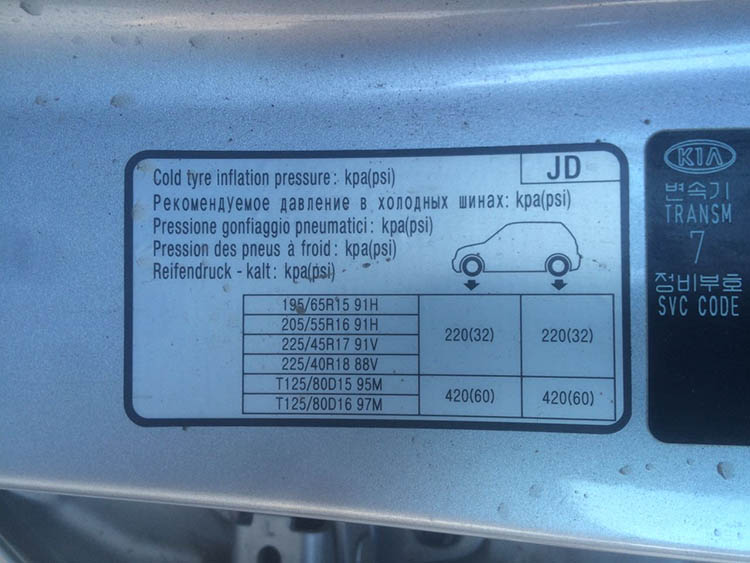 JD
Cold tyre inflation pressure: kpa(psi)
Рекомендуемое давление в холодных шинах: kpa(psi)
Pressione gonfiaggio pneumatici: kpa(psi)
Pression des pneus à froid: kpa(psi)
Reifendruck - kalt: kpa(psi)
195/65R15 91H
205/55R16 91H
225/45R17 91V
225/40R18 88V
220(32) 220(32)
T125/80D15 95M
T125/80D16 97M
420(60) 420(60)
KIA
변속기
TRANSM
7
정비부호
SVC CODE